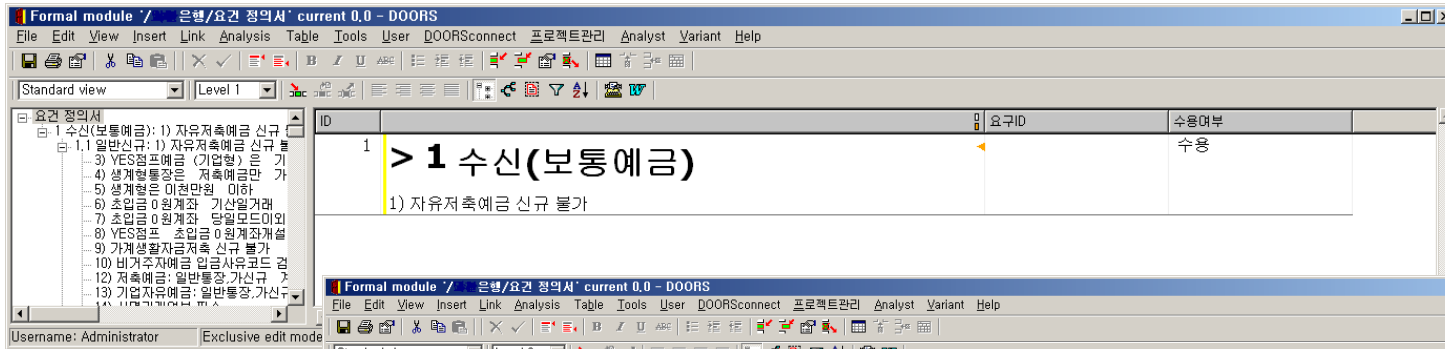 Formal module '/ 은행/요건 정의서' current 0.0 - DOORS
File Edit View Insert Link Analysis Table Tools User DOORSconnect 프로젝트관리 Analyst Variant Help
Standard view Level 1
요건 정의서
1 수신(보통예금): 1) 자유저축예금 신규
1.1 일반신규: 1) 자유저축예금 신규 불
3) YES점프예금 (기업형) 은 기
4) 생계형통장은 저축예금만 가
5) 생계형은 이천만원 이하
6) 초입금 0원계좌 기산일거래
7) 초입금 0원계좌 당일모드이외
8) YES점프 초입금 0원계좌개설
9) 가계생활자금저축 신규 불가
10) 비거주자예금 입금사유코드 검
12) 저축예금: 일반통장,가신규
13) 기업자유예금: 일반통장,가신규
ID 요구ID 수용여부
1 > 1 수신(보통예금) 수용
1) 자유저축예금 신규 불가
Username: Administrator Exclusive edit mode
Formal module '/ 은행/요건 정의서' current 0.0 - DOORS
File Edit View Insert Link Analysis Table Tools User DOORSconnect 프로젝트관리 Analyst Variant Help